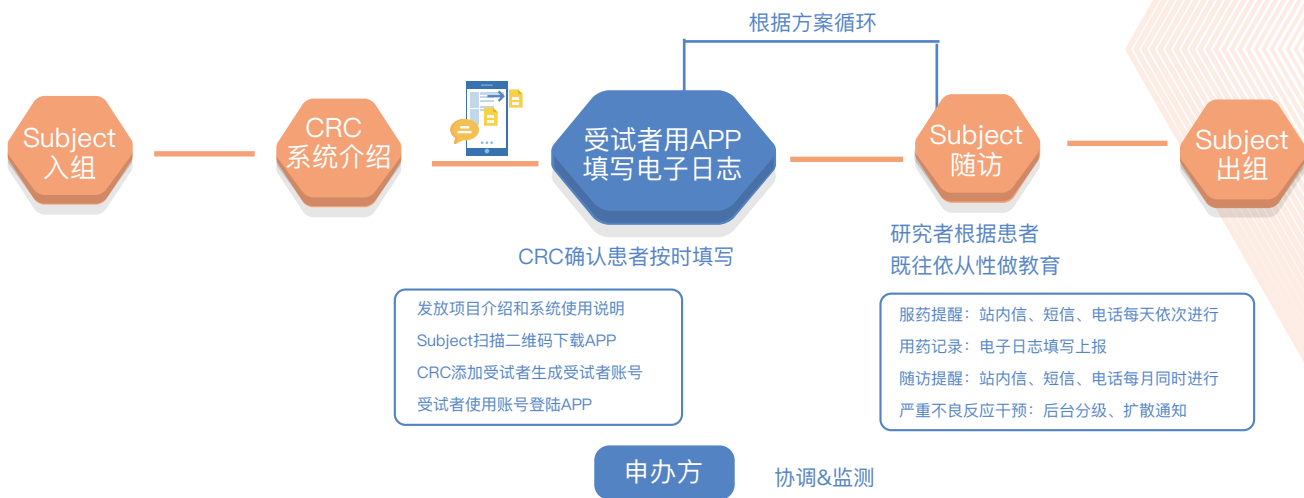 根据方案循环
Subject
入组
CRC
系统介绍
受试者用APP
填写电子日志
Subject
随访
Subject
出组
CRC确认患者按时填写
研究者根据患者
既往依从性做教育
发放项目介绍和系统使用说明
Subject扫描二维码下载APP
CRC添加受试者生成受试者账号
受试者使用账号登陆APP
服药提醒：站内信、短信、电话每天依次进行
用药记录：电子日志填写上报
随访提醒：站内信、短信、电话每月同时进行
严重不良反应干预：后台分级、扩散通知
申办方
协调&监测